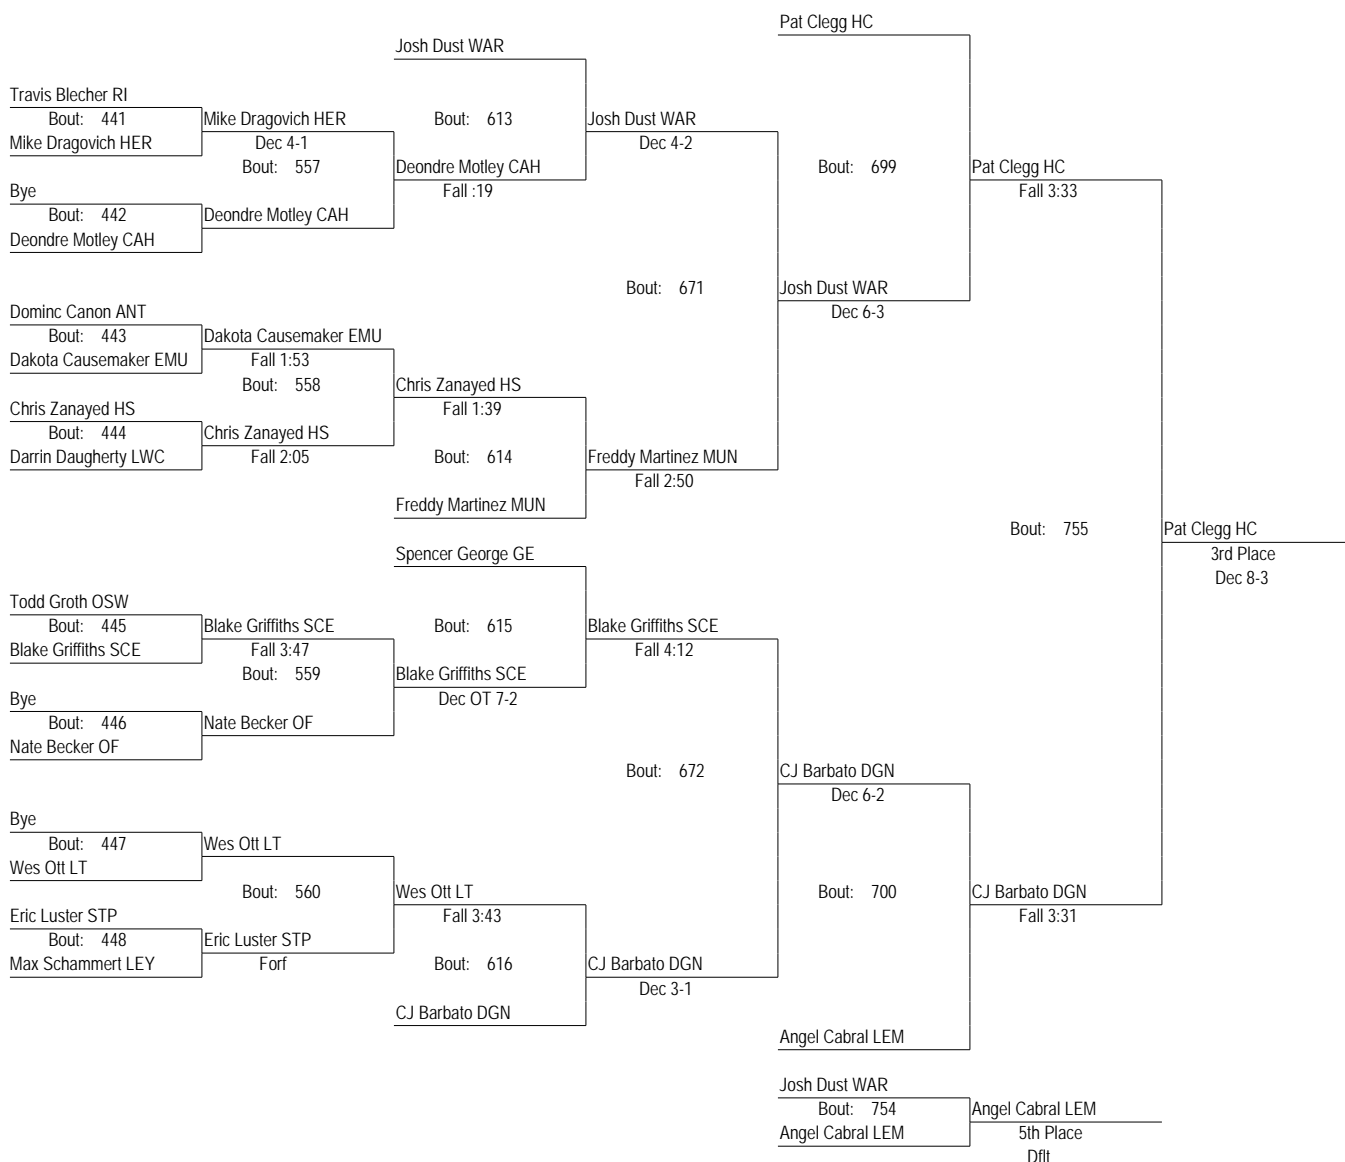 Pat Clegg HC
Josh Dust WAR
Travis Blecher RI
Bout: 441
Mike Dragovich HER
Mike Dragovich HER
Dec 4-1
Bout: 557
Bout: 613
Josh Dust WAR
Dec 4-2
Deondre Motley CAH
Fall :19
Bout: 699
Pat Clegg HC
Fall 3:33
Bye
Bout: 442
Deondre Motley CAH
Deondre Motley CAH
Bout: 671
Josh Dust WAR
Dec 6-3
Dominc Canon ANT
Bout: 443
Dakota Causemaker EMU
Dakota Causemaker EMU
Fall 1:53
Bout: 558
Chris Zanayed HS
Fall 1:39
Chris Zanayed HS
Bout: 444
Darrin Daugherty LWC
Chris Zanayed HS
Fall 2:05
Bout: 614
Freddy Martinez MUN
Fall 2:50
Freddy Martinez MUN
Bout: 755
Pat Clegg HC
3rd Place
Dec 8-3
Spencer George GE
Todd Groth OSW
Bout: 445
Blake Griffiths SCE
Blake Griffiths SCE
Fall 3:47
Bout: 559
Bout: 615
Blake Griffiths SCE
Fall 4:12
Blake Griffiths SCE
Dec OT 7-2
Bye
Bout: 446
Nate Becker OF
Nate Becker OF
Bout: 672
CJ Barbato DGN
Dec 6-2
Bye
Bout: 447
Wes Ott LT
Wes Ott LT
Bout: 560
Wes Ott LT
Fall 3:43
Bout: 700
CJ Barbato DGN
Fall 3:31
Eric Luster STP
Bout: 448
Max Schammert LEY
Eric Luster STP
Forf
Bout: 616
CJ Barbato DGN
Dec 3-1
CJ Barbato DGN
Angel Cabral LEM
Josh Dust WAR
Bout: 754
Angel Cabral LEM
Angel Cabral LEM
5th Place
Dflt